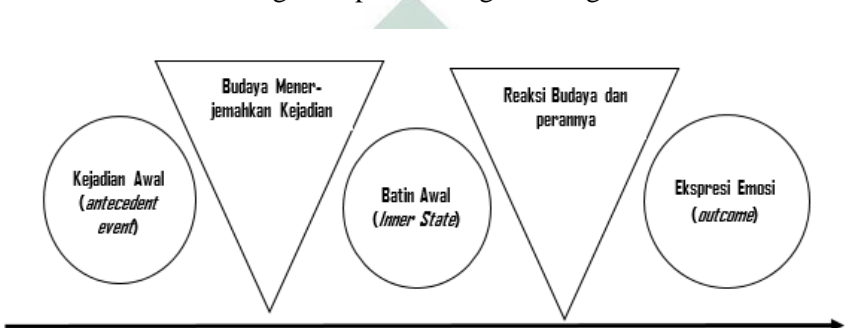 Kejadian Awal
(antecedent
event)
Budaya Mener-
jemahkan Kejadian
Batin Awal
(Inner State)
Reaksi Budaya dan
perannya
Ekspresi Emosi
(outcome)